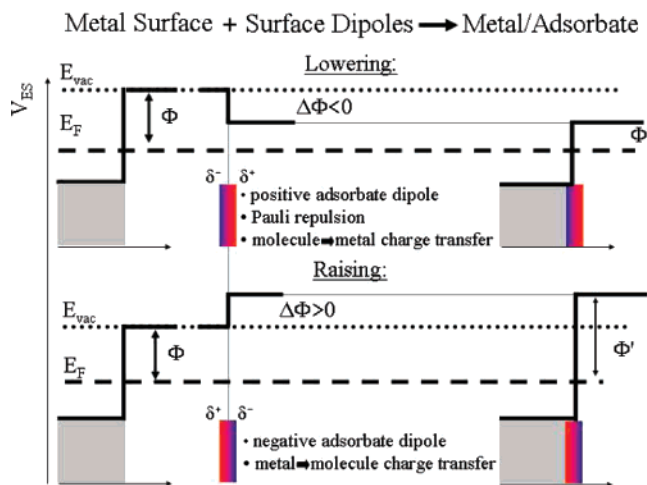 Metal Surface + Surface Dipoles → Metal/Adsorbate
Lowering:
E_vac
V_ES
Φ
ΔΦ<0
E_F
Φ
δ⁻ δ⁺
• positive adsorbate dipole
• Pauli repulsion
• molecule➡metal charge transfer
Raising:
E_vac
ΔΦ>0
Φ
Φ'
E_F
δ⁺ δ⁻
• negative adsorbate dipole
• metal➡molecule charge transfer